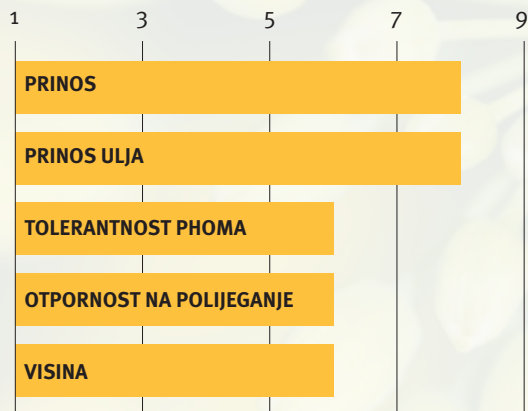 1 3 5 7 9
PRINOS
PRINOS ULJA
TOLERANTNOST PHOMA
OTPORNOST NA POLIJEGANJE
VISINA